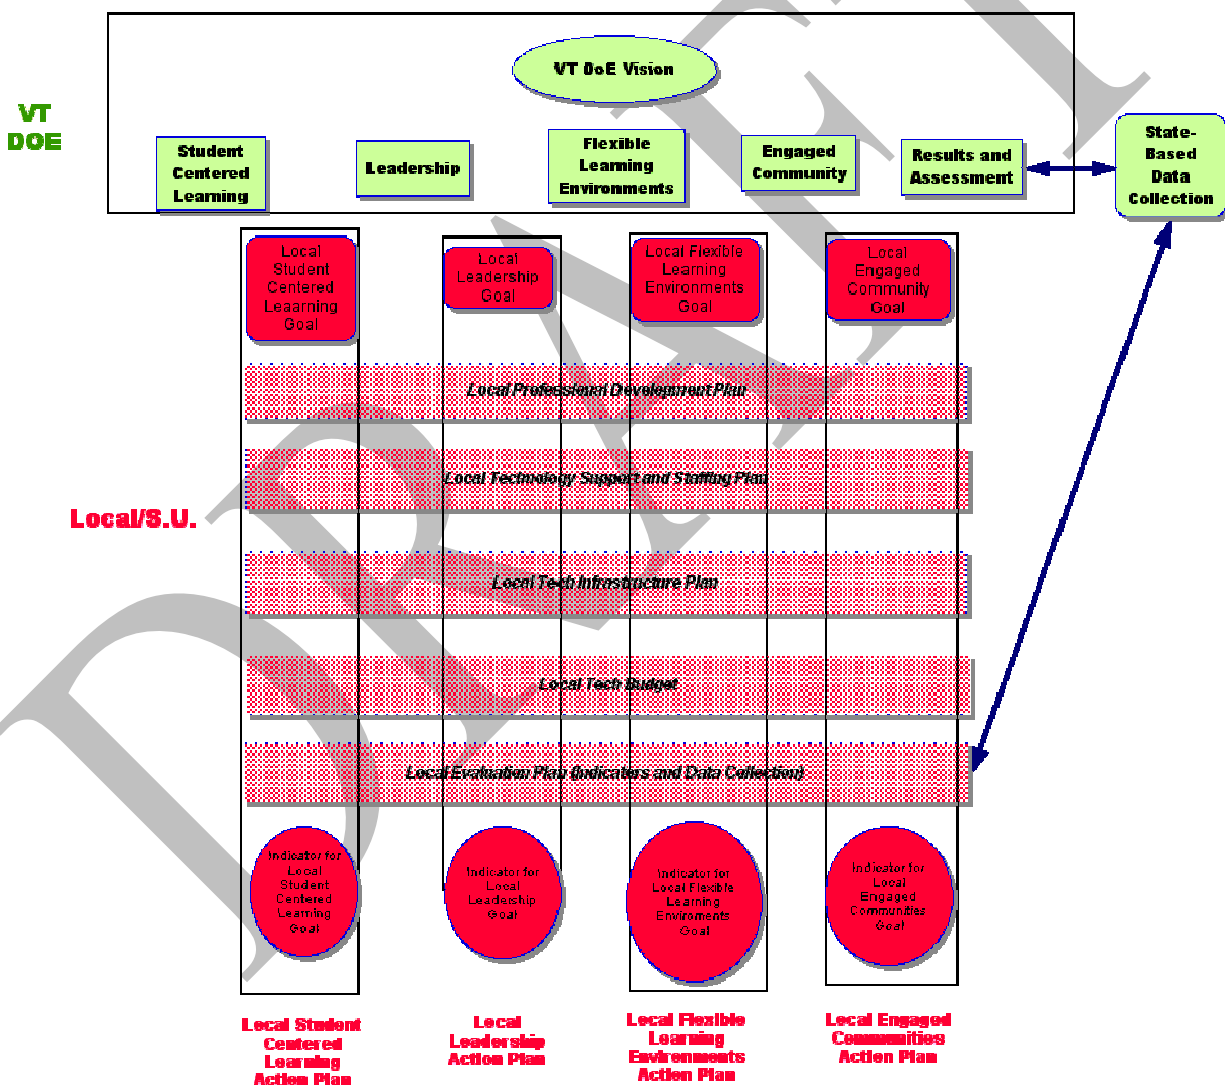 VT DoE Vision
VT
DOE
Student
Centered
Learning
Leadership
Flexible
Learning
Environments
Engaged
Community
Results and
Assessment
State-
Based
Data
Collection
Local
Student
Centered
Leaarning
Goal
Local
Leadership
Goal
Local Flexible
Learning
Environments
Goal
Local
Engaged
Community
Goal
Local Professional Development Plan
Local Technology Support and Staffing Plan
Local/S.U.
Local Tech Infrastructure Plan
Local Tech Budget
Local Evaluation Plan (Indicators and Data Collection)
Indicator for
Local
Student
Centered
Learning
Goal
Indicator for
Local
Leadership
Goal
Indicator for
Local Flexible
Learning
Enviroments
Goal
Indicator for
Local
Engaged
Communities
Goal
Local Student
Centered
Learning
Action Plan
Local
Leadership
Action Plan
Local Flexible
Learning
Environments
Action Plan
Local Engaged
Communities
Action Plan
DRAFT